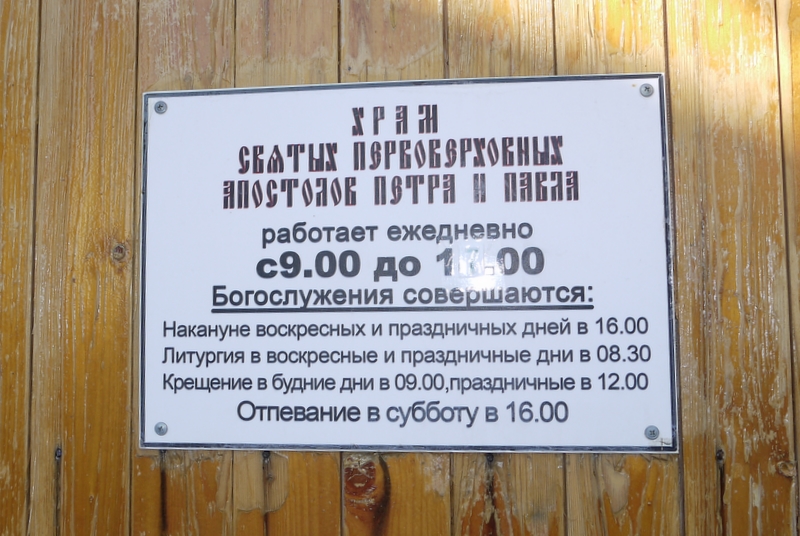 ХРАМ
СВЯТЫХ ПЕРВОВЕРХОВНЫХ
АПОСТОЛОВ ПЕТРА И ПАВЛА
работает ежедневно
с9.00 до
Богослужения совершаются:
Накануне воскресных и праздничных дней в 16.00
Литургия в воскресные и праздничные дни в 08.30
Крещение в будние дни в 09.00,праздничные в 12.00
Отпевание в субботу в 16.00